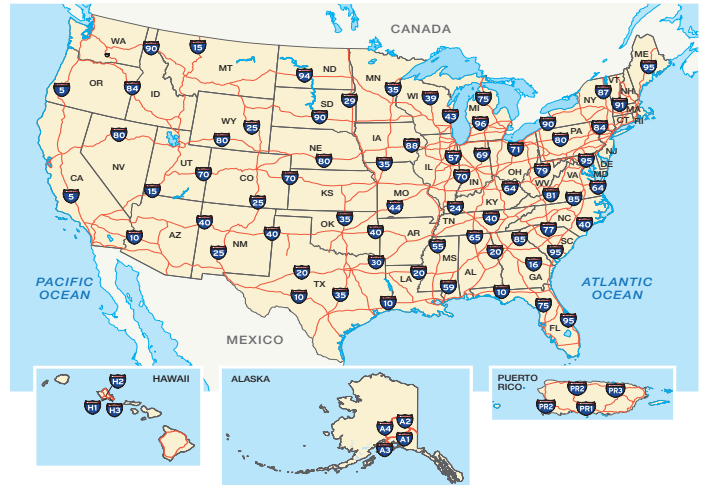 CANADA
WA
90
15
MT
94
ND
MN
35
WI
39
43
75
MI
96
ME
95
VT
87
NH
91
MA
NY
CT
RI
5
OR
84
ID
WY
25
80
SD
29
90
IA
88
90
80
PA
84
NJ
80
NV
UT
70
CO
25
NE
80
70
KS
35
IL
57
70
69
IN
71
OH
64
79
WV
95
DE
MD
VA
64
81
85
CA
5
15
MO
44
24
KY
40
TN
NC
77
40
10
AZ
40
25
NM
40
OK
35
40
AR
55
65
20
85
SC
95
PACIFIC
OCEAN
20
10
TX
35
30
10
LA
20
MS
59
AL
10
16
GA
75
FL
95
ATLANTIC
OCEAN
MEXICO
HAWAII
H2
H1
H3
ALASKA
A4
A2
A1
A3
PUERTO
RICO
PR2
PR3
PR2
PR1